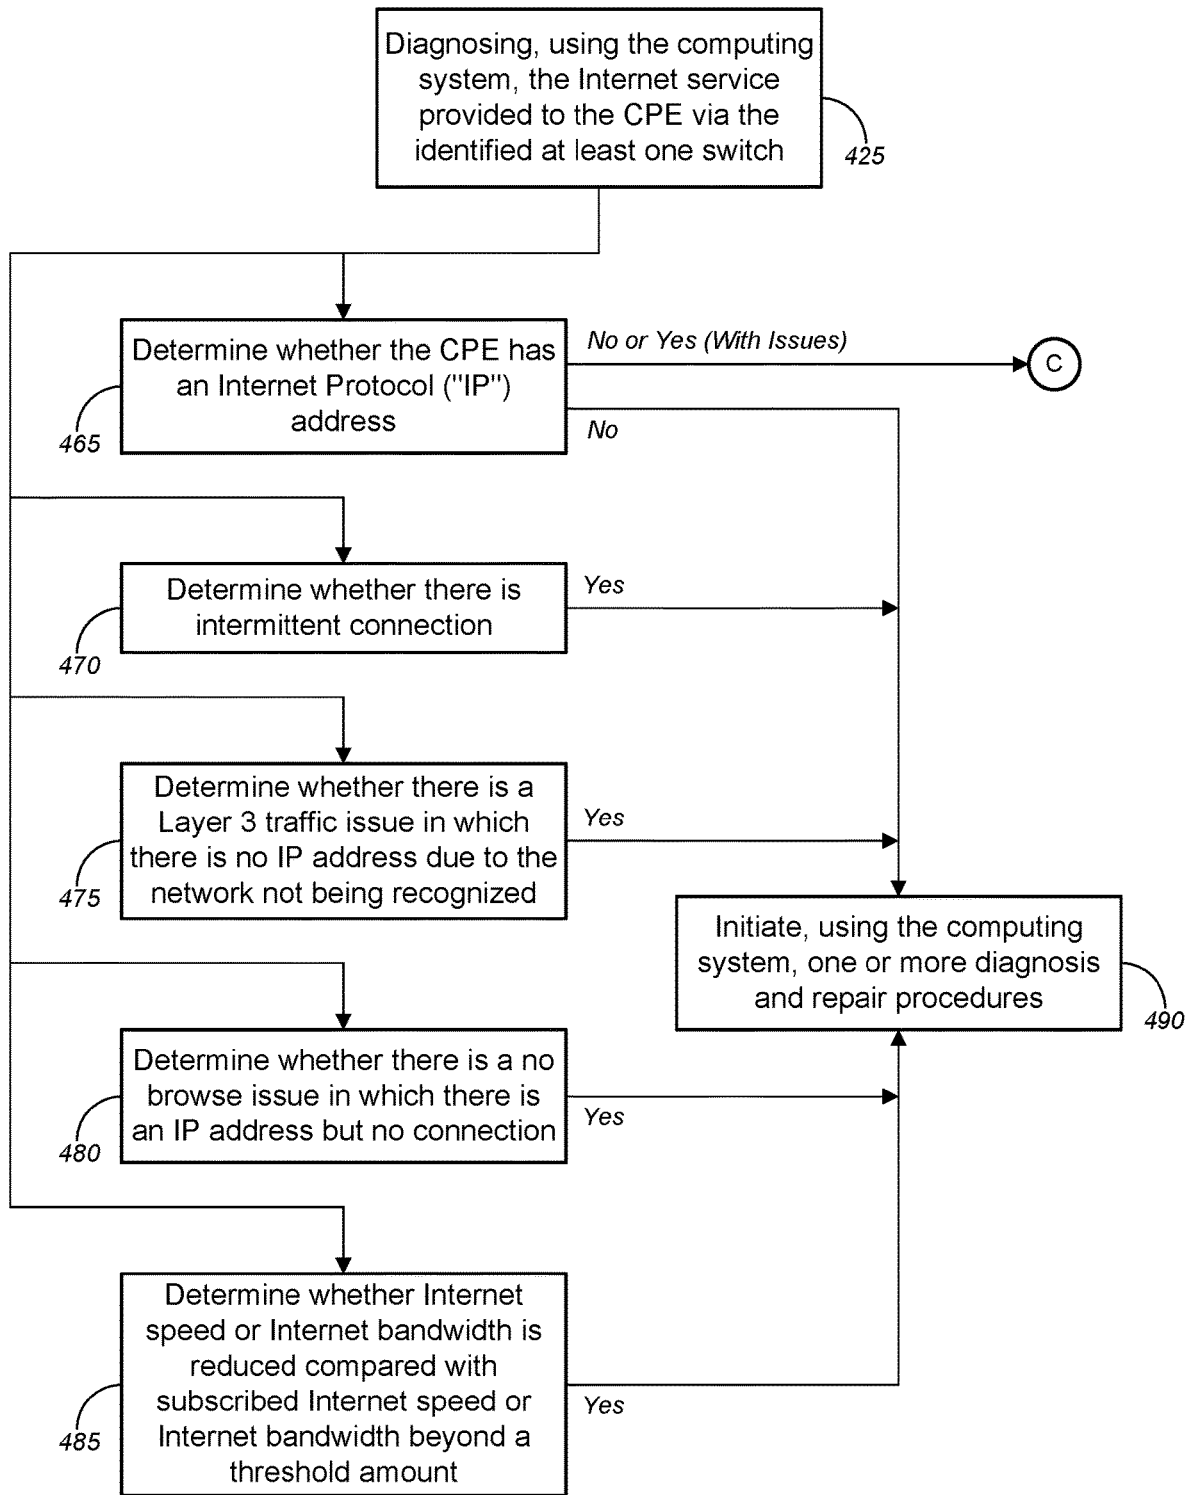 Diagnosing, using the computing
system, the Internet service
provided to the CPE via the
identified at least one switch
425
Determine whether the CPE has
an Internet Protocol ("IP")
address
465
No or Yes (With Issues)
C
No
Determine whether there is
intermittent connection
470
Yes
Determine whether there is a
Layer 3 traffic issue in which
there is no IP address due to the
network not being recognized
475
Yes
Initiate, using the computing
system, one or more diagnosis
and repair procedures
490
Determine whether there is a no
browse issue in which there is
an IP address but no connection
480
Yes
Determine whether Internet
speed or Internet bandwidth is
reduced compared with
subscribed Internet speed or
Internet bandwidth beyond a
threshold amount
485
Yes